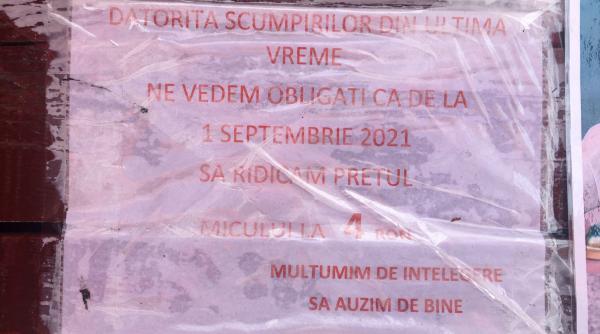 DATORITA SCUMPIRILOR DIN ULTIMA
VREME
NE VEDEM OBLIGATI CA DE LA
1 SEPTEMBRIE 2021
SA RIDICAM PRETUL
MICULUI LA 4 RON
MULTUMIM DE INTELEGERE
SA AUZIM DE BINE